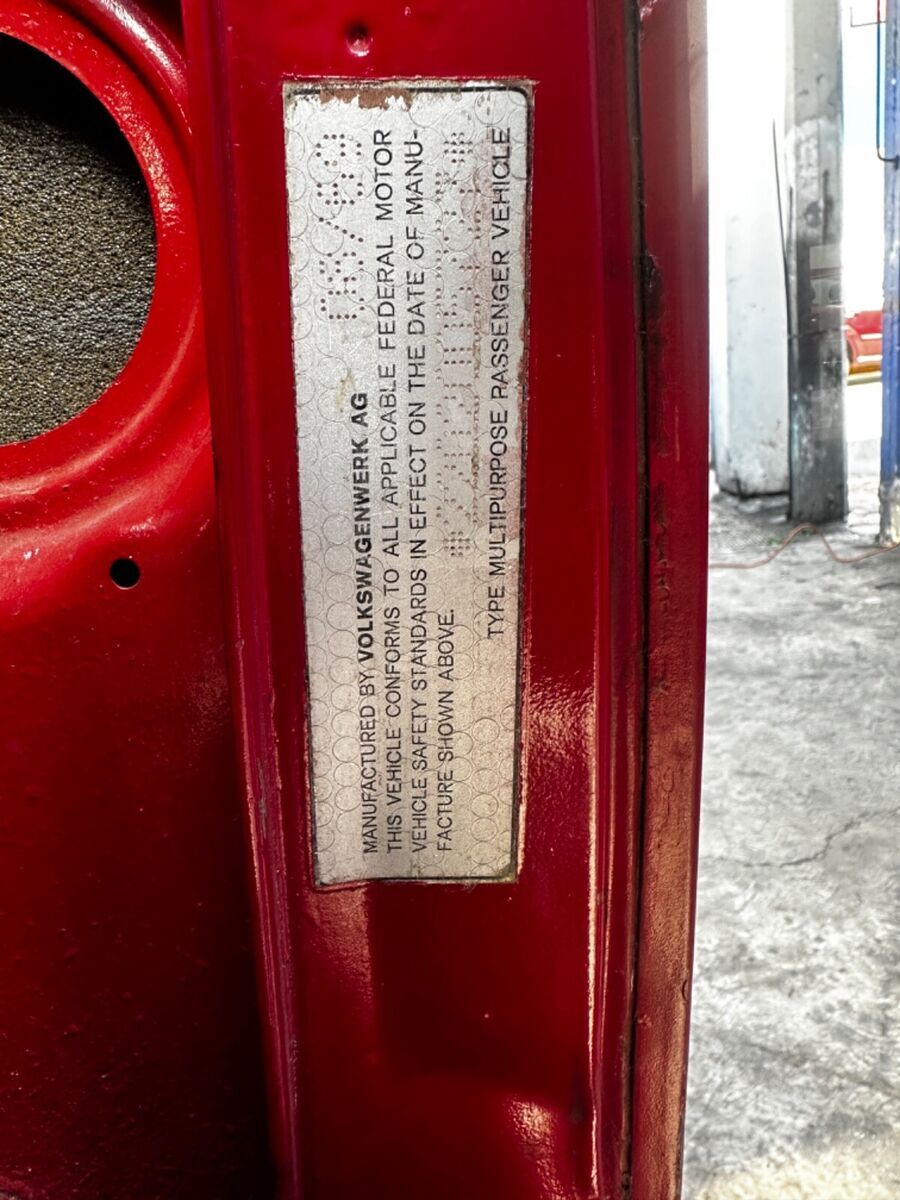 MANUFACTURED BY VOLKSWAGENWERK AG
THIS VEHICLE CONFORMS TO ALL APPLICABLE FEDERAL MOTOR
VEHICLE SAFETY STANDARDS IN EFFECT ON THE DATE OF MANU-
FACTURE SHOWN ABOVE.
TYPE MULTIPURPOSE PASSENGER VEHICLE